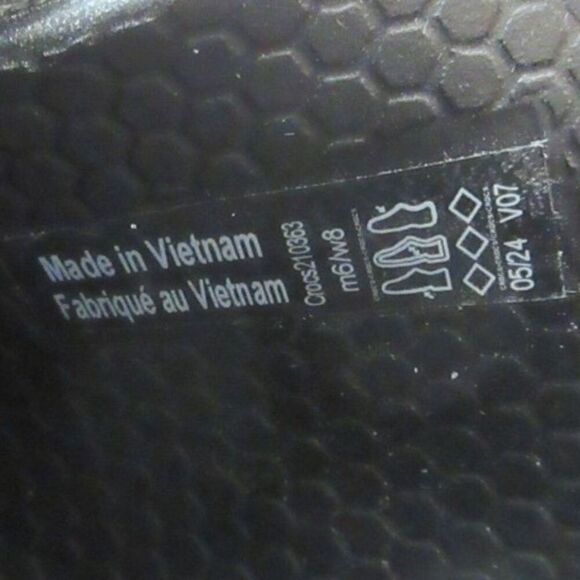 Made in Vietnam
Fabriqué au Vietnam
Crocs210363
m6/w8
05/24 V07